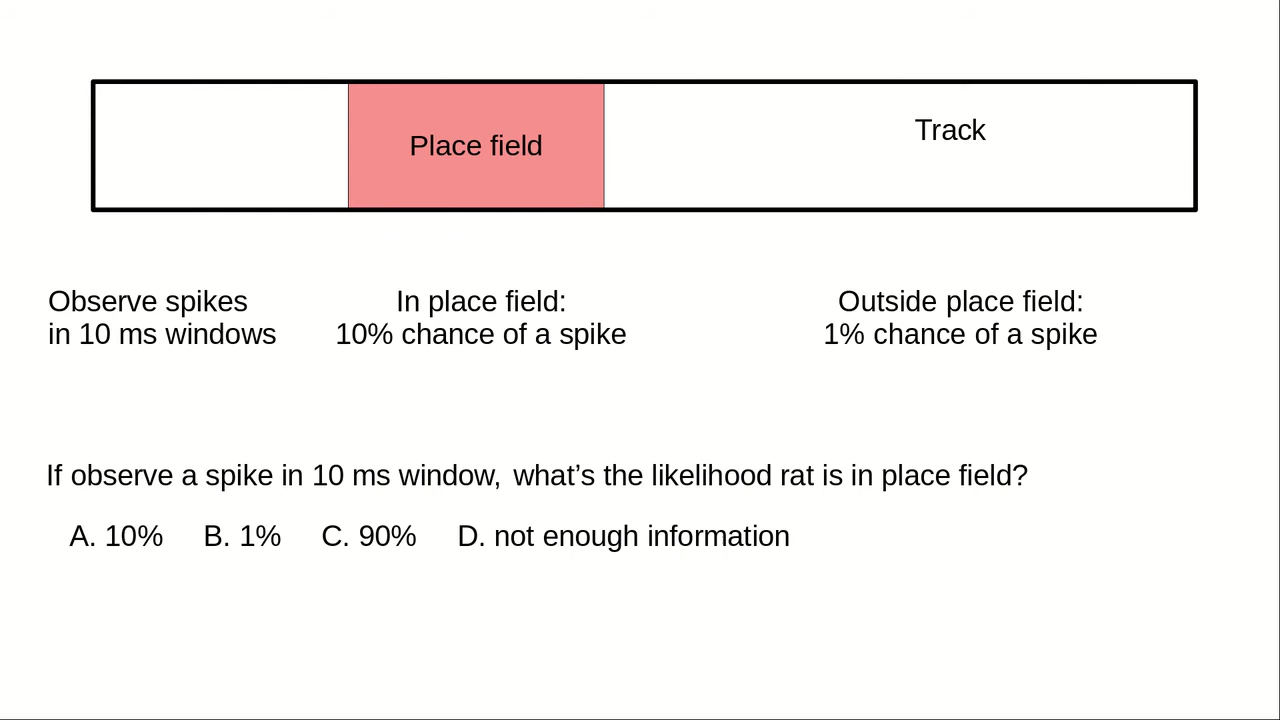 Place field
Track
Observe spikes
in 10 ms windows
In place field:
10% chance of a spike
Outside place field:
1% chance of a spike
If observe a spike in 10 ms window, what’s the likelihood rat is in place field?
A. 10% B. 1% C. 90% D. not enough information